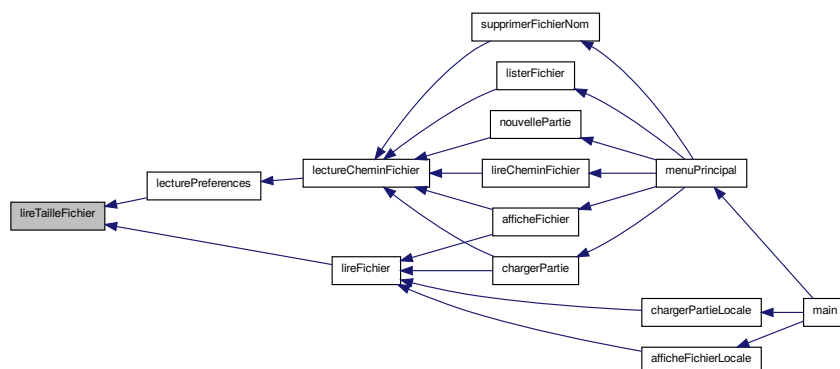 supprimerFichierNom
listerFichier
nouvellePartie
lectureCheminFichier
lireCheminFichier
menuPrincipal
lecturePreferences
lireTailleFichier
afficheFichier
lireFichier
chargerPartie
chargerPartieLocale
main
afficheFichierLocale